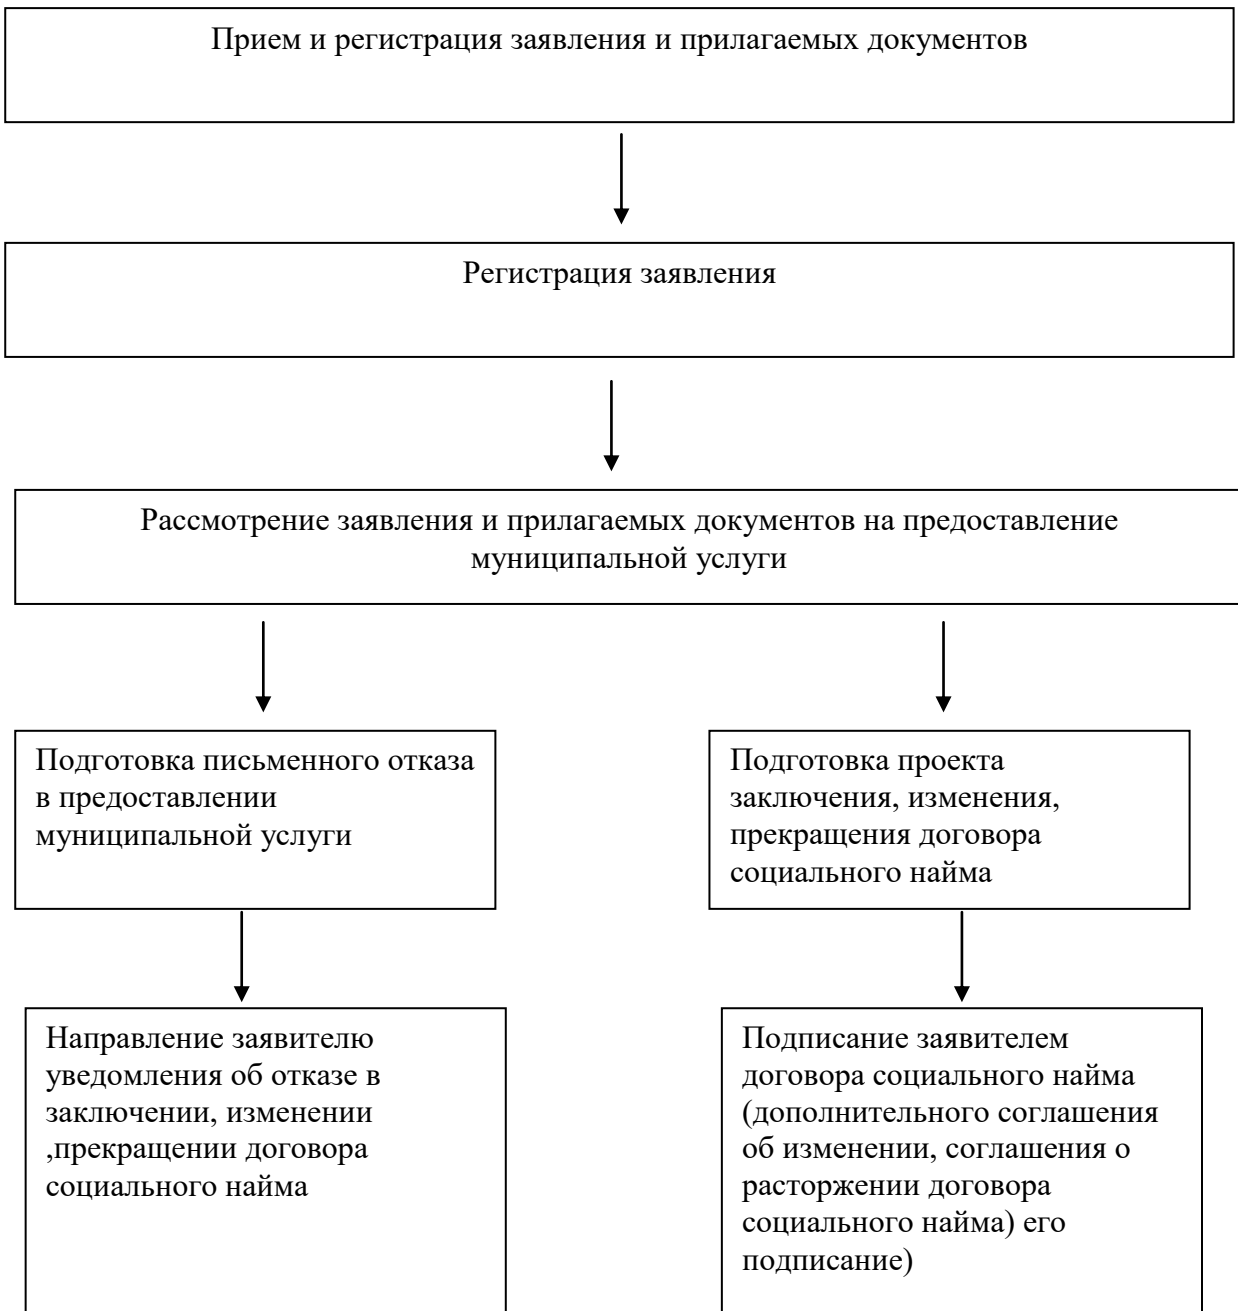 Прием и регистрация заявления и прилагаемых документов
Регистрация заявления
Рассмотрение заявления и прилагаемых документов на предоставление
муниципальной услуги
Подготовка письменного отказа
в предоставлении
муниципальной услуги
Подготовка проекта
заключения, изменения,
прекращения договора
социального найма
Направление заявителю
уведомления об отказе в
заключении, изменении
,прекращении договора
социального найма
Подписание заявителем
договора социального найма
(дополнительного соглашения
об изменении, соглашения о
расторжении договора
социального найма) его
подписание)